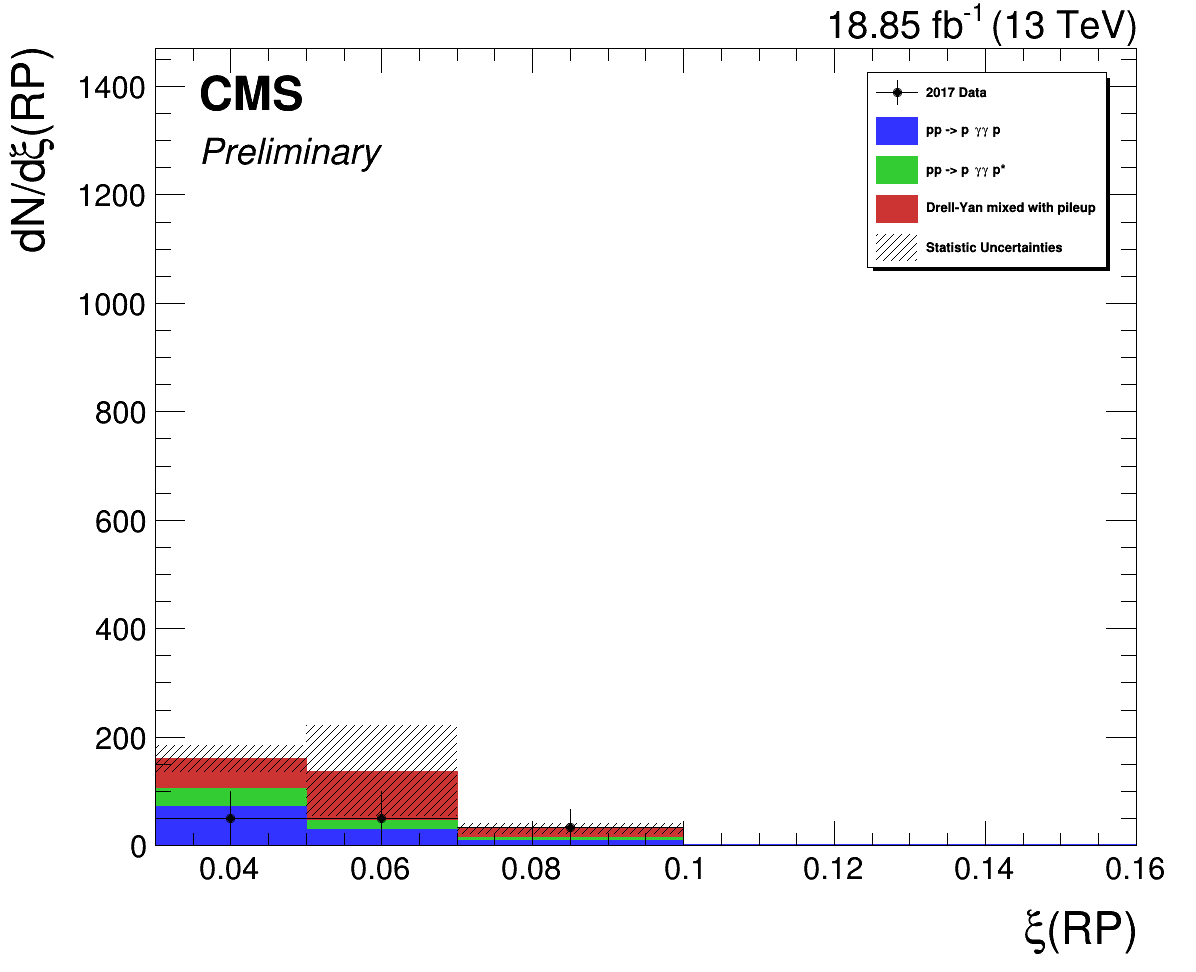 18.85 fb⁻¹ (13 TeV)
dN/dξ(RP)
CMS
Preliminary
2017 Data
pp -> p γγ p
pp -> p γγ p*
Drell-Yan mixed with pileup
Statistic Uncertainties
1400
1200
1000
800
600
400
200
0
0.04 0.06 0.08 0.1 0.12 0.14 0.16
ξ(RP)